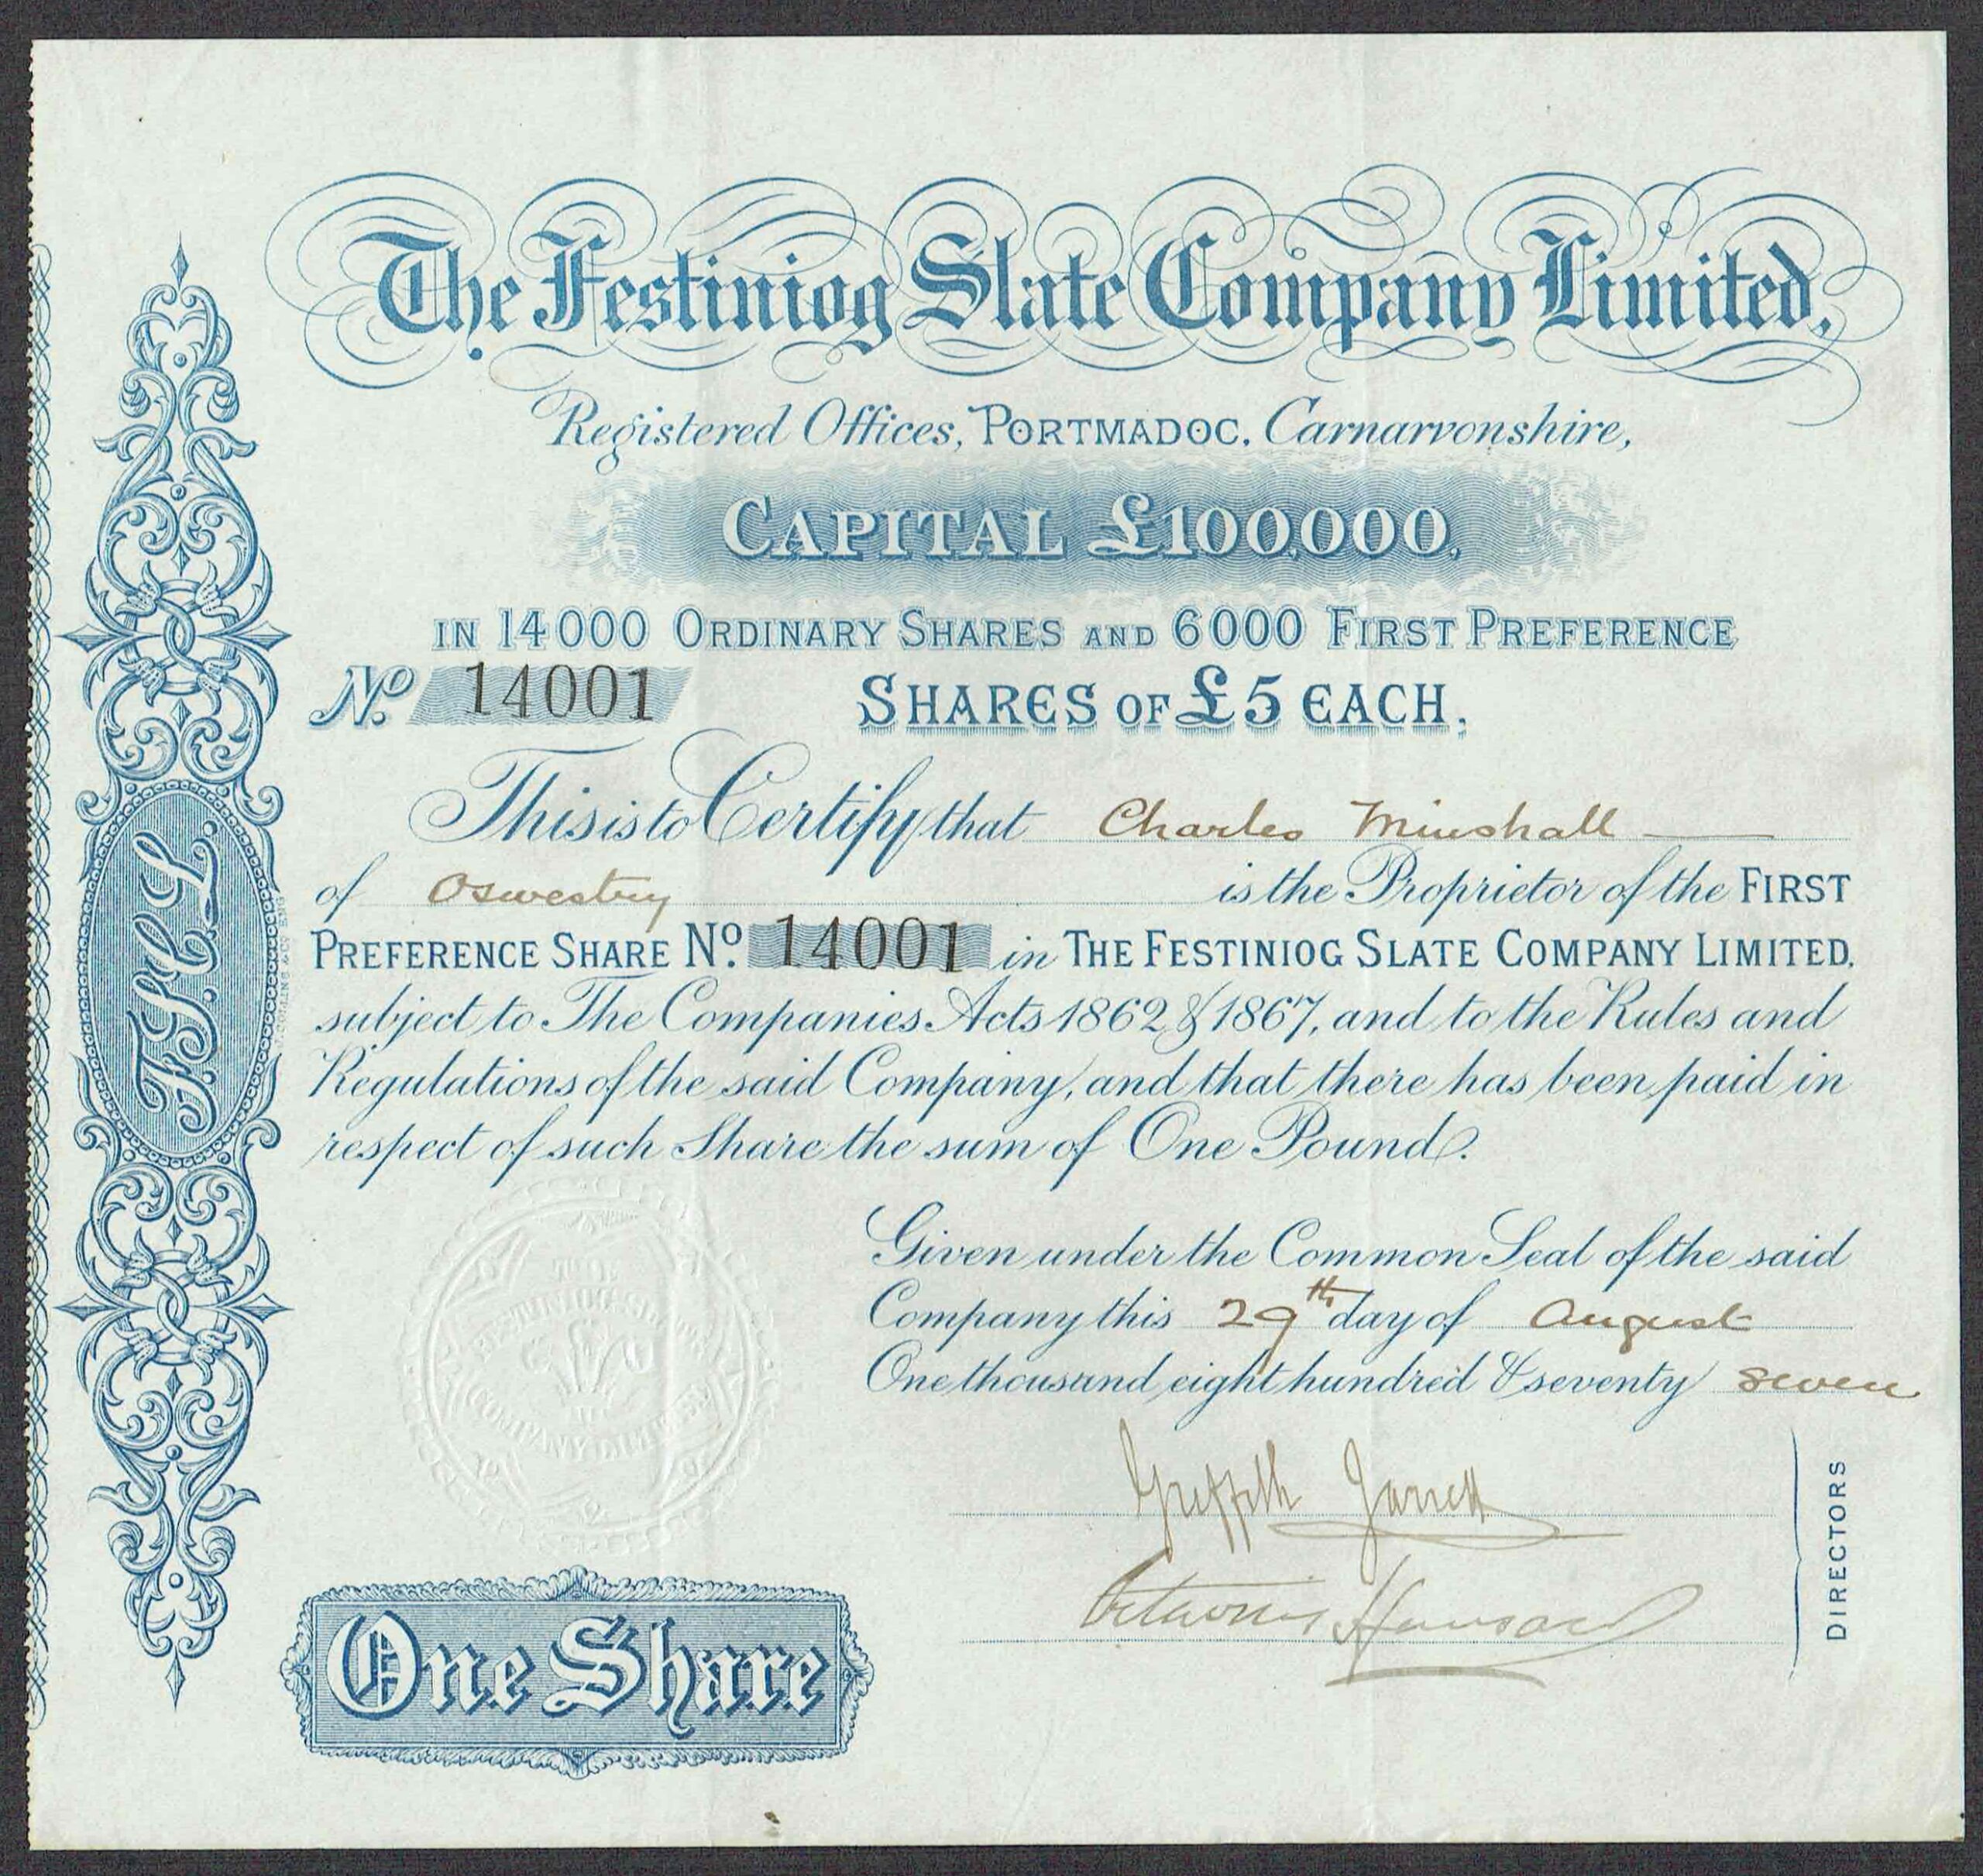 The Festiniog Slate Company Limited,
Registered Offices, PORTMADOC, Carnarvonshire,
CAPITAL £100,000,
IN 14000 ORDINARY SHARES AND 6000 FIRST PREFERENCE
No. 14001 SHARES OF £5 EACH,
This is to Certify that Charles Minshall
of Oswestry is the Proprietor of the FIRST
PREFERENCE SHARE No. 14001 in THE FESTINIOG SLATE COMPANY LIMITED,
subject to The Companies Acts 1862 & 1867, and to the Rules and
Regulations of the said Company, and that there has been paid in
respect of such Share the sum of One Pound.
Given under the Common Seal of the said
Company this 29th day of August
One thousand eight hundred & seventy seven
Griffith Jarrett
DIRECTORS
One Share
F.S.C.L.
THE
FESTINIOG SLATE
COMPANY LIMITED